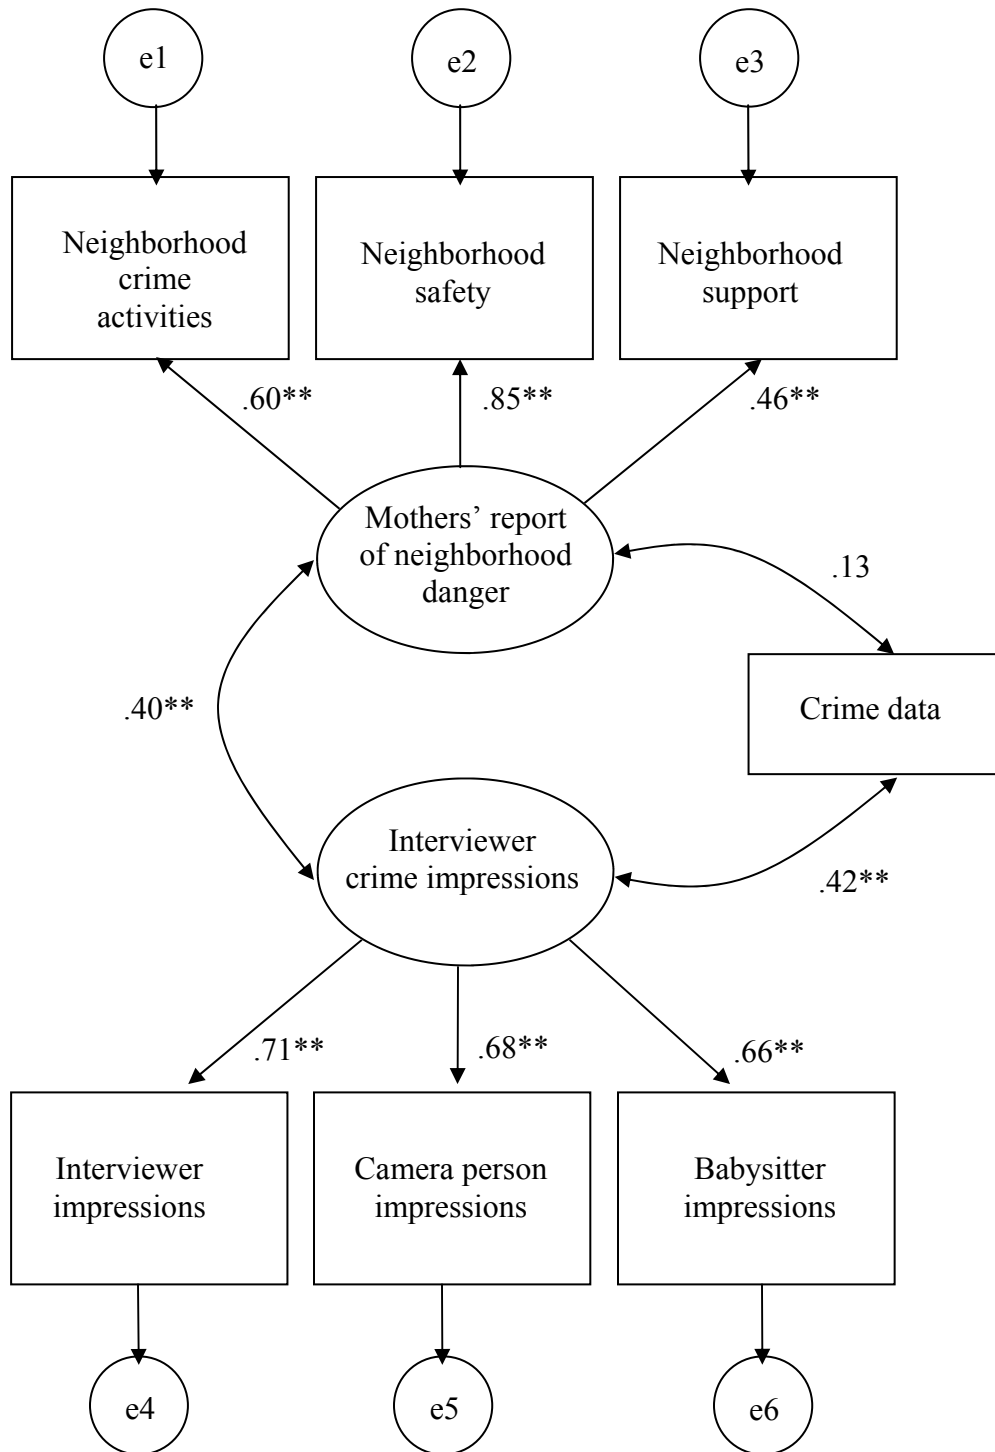 e1
e2
e3
Neighborhood
crime
activities
Neighborhood
safety
Neighborhood
support
.60**
.85**
.46**
Mothers’ report
of neighborhood
danger
.13
.40**
Crime data
Interviewer
crime impressions
.42**
.71**
.68**
.66**
Interviewer
impressions
Camera person
impressions
Babysitter
impressions
e4
e5
e6